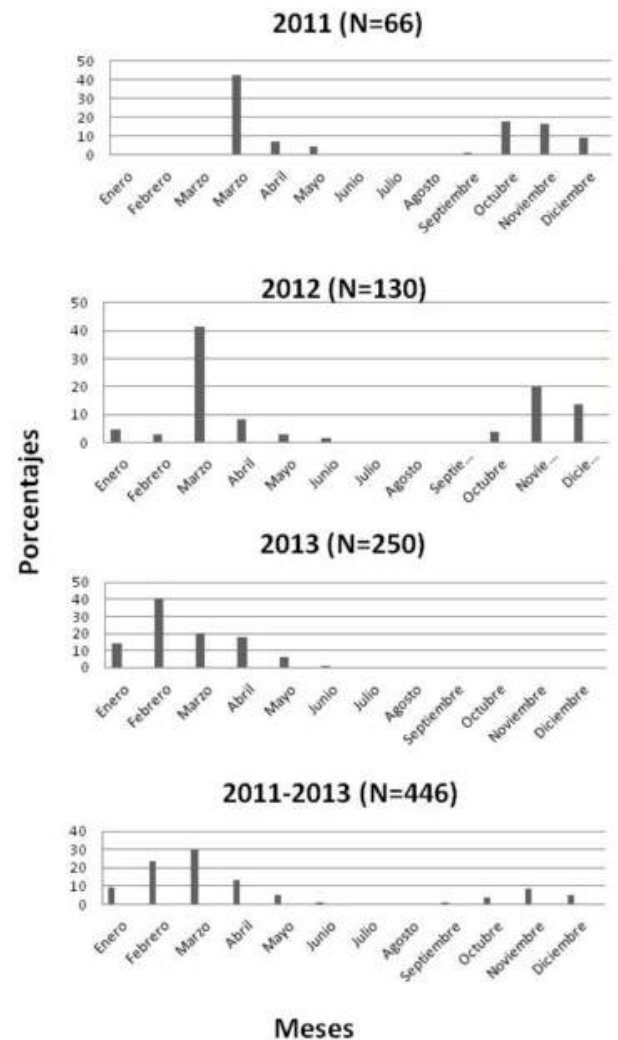 2011 (N=66)
50
40
30
20
10
0
Enero Febrero Marzo Marzo Abril Mayo Junio Julio Agosto Septiembre Octubre Noviembre Diciembre
2012 (N=130)
50
40
30
20
10
0
Enero Febrero Marzo Abril Mayo Junio Julio Agosto Septie... Octubre Novie... Dicie...
Porcentajes
2013 (N=250)
50
40
30
20
10
0
Enero Febrero Marzo Abril Mayo Junio Julio Agosto Septiembre Octubre Noviembre Diciembre
2011-2013 (N=446)
40
30
20
10
0
Enero Febrero Marzo Abril Mayo Junio Julio Agosto Septiembre Octubre Noviembre Diciembre
Meses